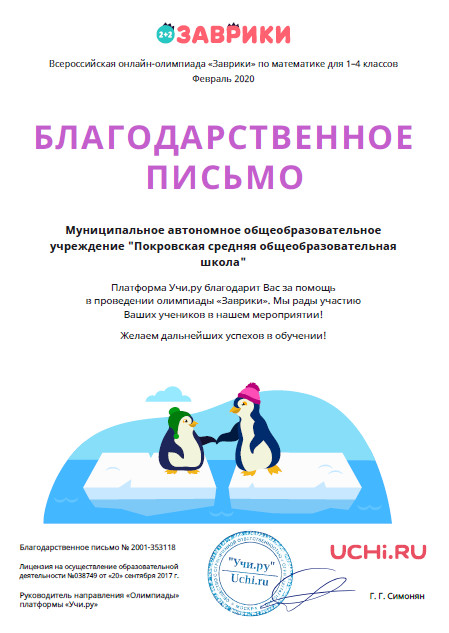 2+2 ЗАВРИКИ
Всероссийская онлайн-олимпиада «Заврики» по математике для 1–4 классов
Февраль 2020
БЛАГОДАРСТВЕННОЕ
ПИСЬМО
Муниципальное автономное общеобразовательное
учреждение "Покровская средняя общеобразовательная
школа"
Платформа Учи.ру благодарит Вас за помощь
в проведении олимпиады «Заврики». Мы рады участию
Ваших учеников в нашем мероприятии!
Желаем дальнейших успехов в обучении!
Благодарственное письмо № 2001-353118
Лицензия на осуществление образовательной
деятельности №038749 от «20» сентября 2017 г.
Руководитель направления «Олимпиады»
платформы «Учи.ру»
"Учи.ру"
Uchi.ru
МОСКВА
UCHi.RU
Г. Г. Симонян